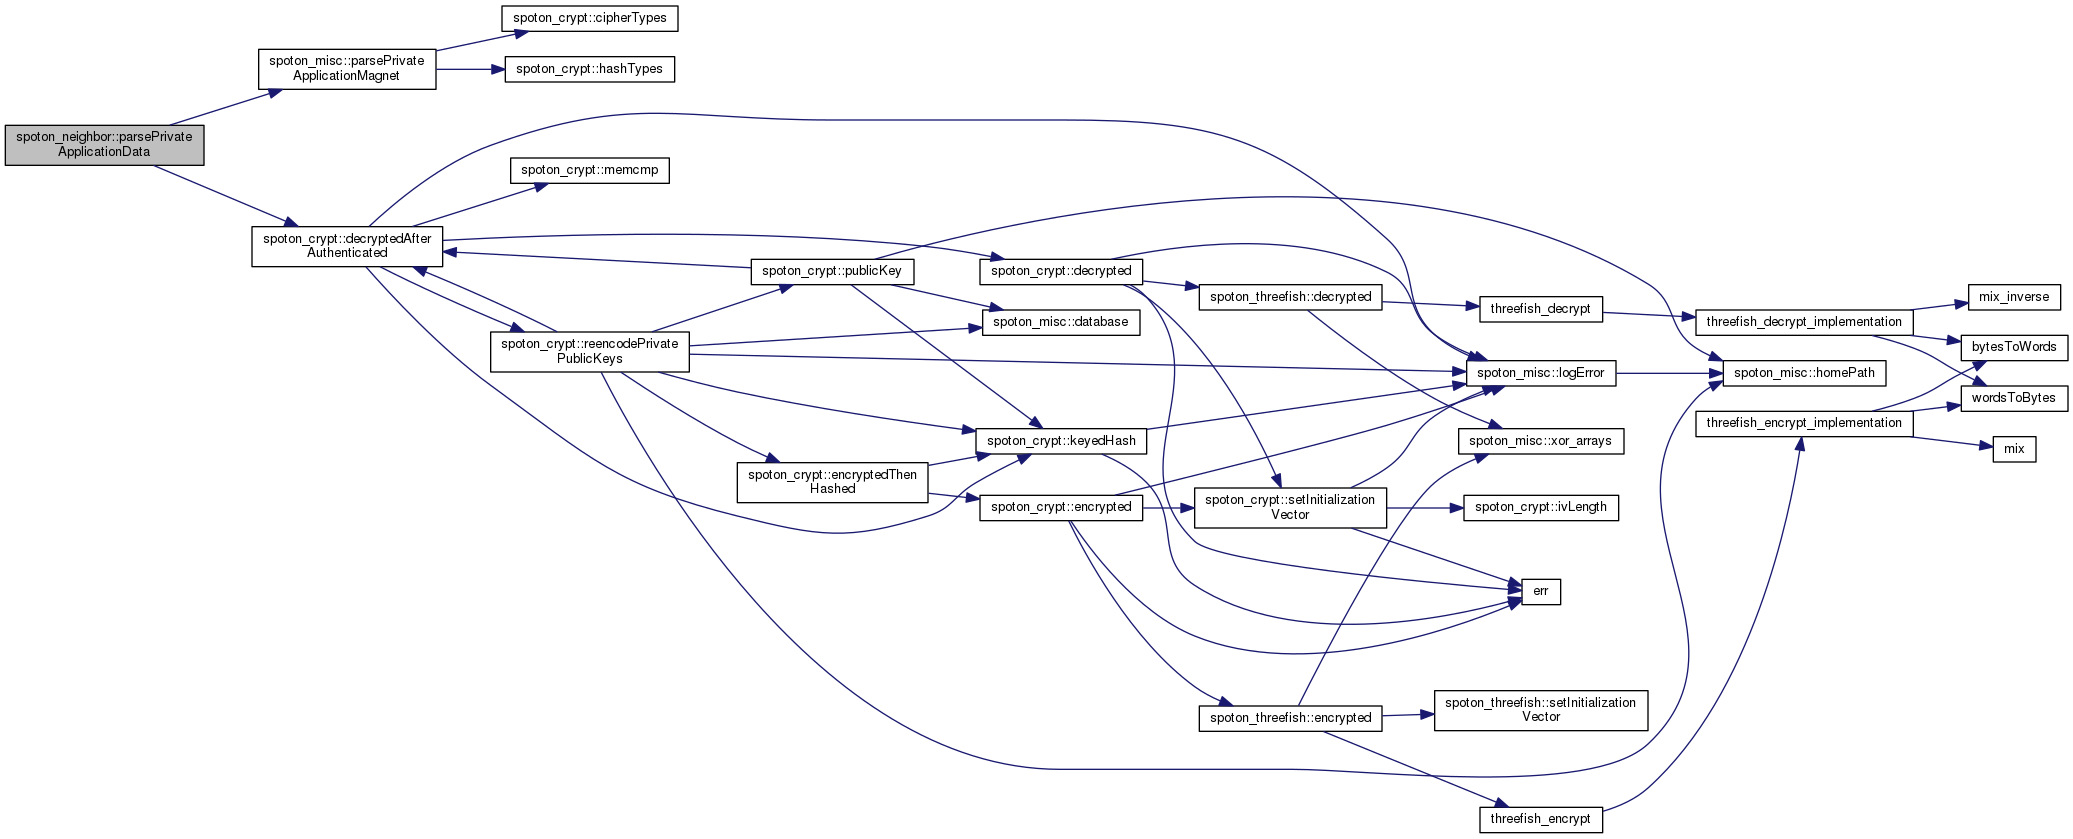 spoton_crypt::cipherTypes
spoton_misc::parsePrivate
ApplicationMagnet
spoton_crypt::hashTypes
spoton_neighbor::parsePrivate
ApplicationData
spoton_crypt::memcmp
spoton_crypt::decryptedAfter
Authenticated
spoton_crypt::publicKey
spoton_crypt::decrypted
spoton_threefish::decrypted
threefish_decrypt
mix_inverse
spoton_misc::database
threefish_decrypt_implementation
bytesToWords
spoton_crypt::reencodePrivate
PublicKeys
spoton_misc::logError
spoton_misc::homePath
wordsToBytes
spoton_crypt::keyedHash
spoton_misc::xor_arrays
threefish_encrypt_implementation
mix
spoton_crypt::encryptedThen
Hashed
spoton_crypt::encrypted
spoton_crypt::setInitialization
Vector
spoton_crypt::ivLength
err
spoton_threefish::encrypted
spoton_threefish::setInitialization
Vector
threefish_encrypt